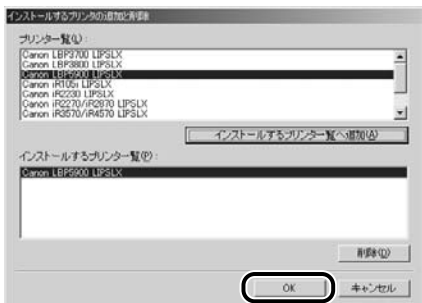 インストールするプリンタの追加と削除
プリンター覧(L):
Canon LBP3700 LIPSLX
Canon LBP3800 LIPSLX
Canon LBP5900 LIPSLX
Canon iR105i LIPSLX
Canon iR2230 LIPSLX
Canon iR2270/iR2870 LIPSLX
Canon iR3570/iR4570 LIPSLX
インストールするプリンター覧へ追加(A)
インストールするプリンター覧(P):
Canon LBP5900 LIPSLX
削除(D)
OK
キャンセル